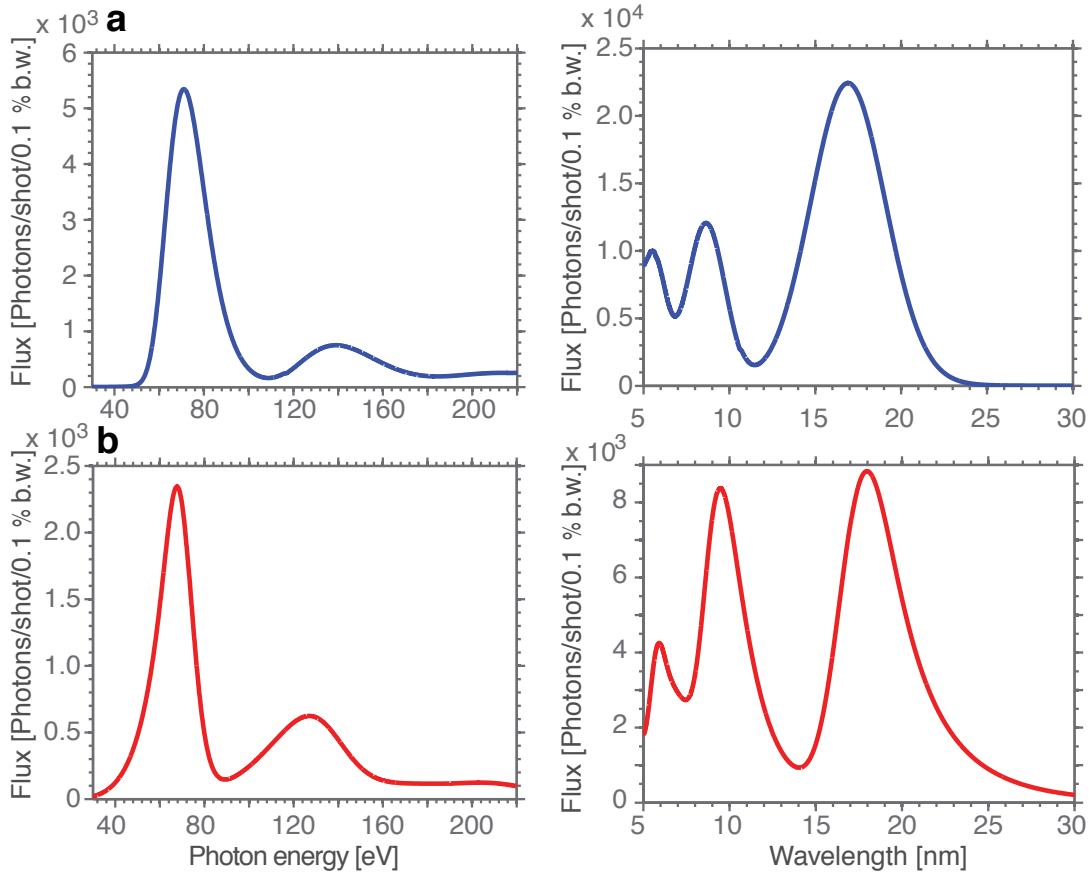 x 10³ a
Flux [Photons/shot/0.1 % b.w.]
6
5
4
3
2
1
0
40 80 120 160 200
x 10⁴
Flux [Photons/shot/0.1 % b.w.]
2.5
2.0
1.5
1.0
0.5
0
5 10 15 20 25 30
x 10³ b
Flux [Photons/shot/0.1 % b.w.]
2.5
2.0
1.5
1.0
0.5
0
40 80 120 160 200
Photon energy [eV]
x 10³
Flux [Photons/shot/0.1 % b.w.]
8
6
4
2
0
5 10 15 20 25 30
Wavelength [nm]